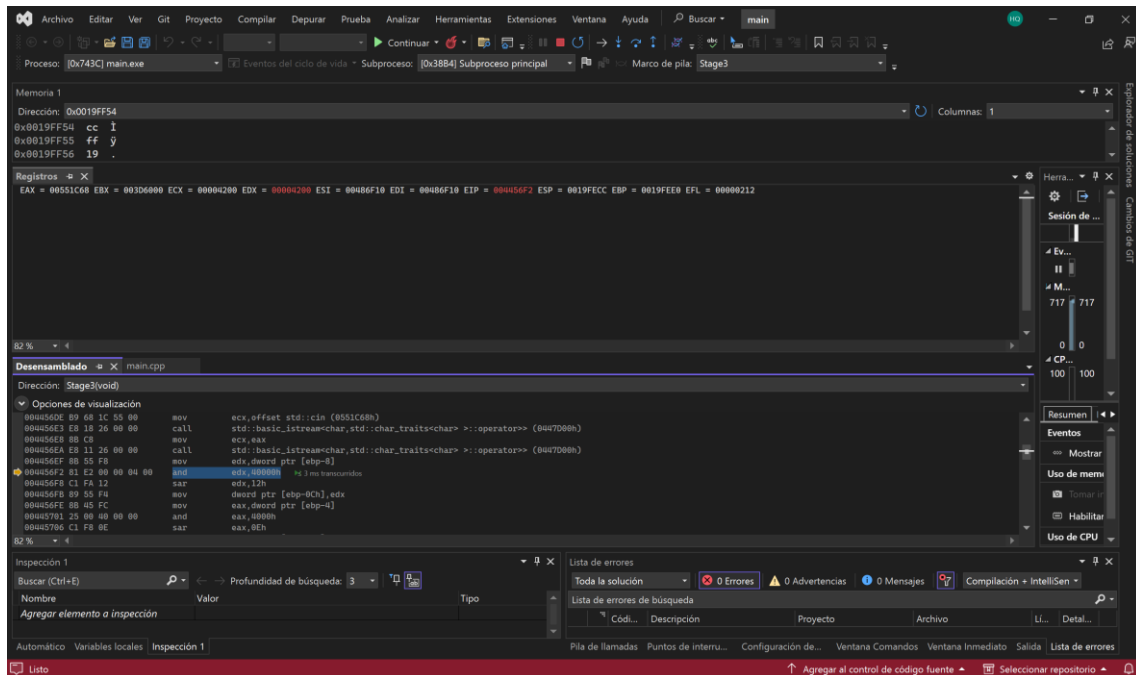 Archivo Editar Ver Git Proyecto Compilar Depurar Prueba Analizar Herramientas Extensiones Ventana Ayuda Buscar main HQ
Continuar
Proceso: [0x743C] main.exe Eventos del ciclo de vida Subproceso: [0x38B4] Subproceso principal Marco de pila: Stage3
Memoria 1
Dirección: 0x0019FF54 Columnas: 1
0x0019FF54 cc Ì
0x0019FF55 ff ÿ
0x0019FF56 19 .
Registros
EAX = 00551C68 EBX = 003D6000 ECX = 00004200 EDX = 00004200 ESI = 00486F10 EDI = 00486F10 EIP = 004456F2 ESP = 0019FECC EBP = 0019FEE0 EFL = 00000212
82 %
Desensamblado main.cpp
Dirección: Stage3(void)
Opciones de visualización
004456DE B9 68 1C 55 00 mov ecx,offset std::cin (0551C68h)
004456E3 E8 18 26 00 00 call std::basic_istream<char,std::char_traits<char> >::operator>> (0447D00h)
004456E8 8B C8 mov ecx,eax
004456EA E8 11 26 00 00 call std::basic_istream<char,std::char_traits<char> >::operator>> (0447D00h)
004456EF 8B 55 F8 mov edx,dword ptr [ebp-8]
004456F2 81 E2 00 00 04 00 and edx,40000h 3 ms transcurridos
004456F8 C1 FA 12 sar edx,12h
004456FB 89 55 F4 mov dword ptr [ebp-0Ch],edx
004456FE 8B 45 FC mov eax,dword ptr [ebp-4]
00445701 25 00 40 00 00 and eax,4000h
00445706 C1 F8 0E sar eax,0Eh
82 %
Inspección 1
Buscar (Ctrl+E) Profundidad de búsqueda: 3
Nombre Valor Tipo
Agregar elemento a inspección
Automático Variables locales Inspección 1
Lista de errores
Toda la solución 0 Errores 0 Advertencias 0 Mensajes Compilación + IntelliSen
Lista de errores de búsqueda
Códi... Descripción Proyecto Archivo Lí... Detal...
Pila de llamadas Puntos de interru... Configuración de... Ventana Comandos Ventana Inmediato Salida Lista de errores
Herra...
Sesión de ...
Ev...
M...
717 717
0 0
CP...
100 100
Resumen
Eventos
Mostrar
Uso de mem
Tomar in
Habilitar
Uso de CPU
Explorador de soluciones Cambios de GIT
Listo Agregar al control de código fuente Seleccionar repositorio